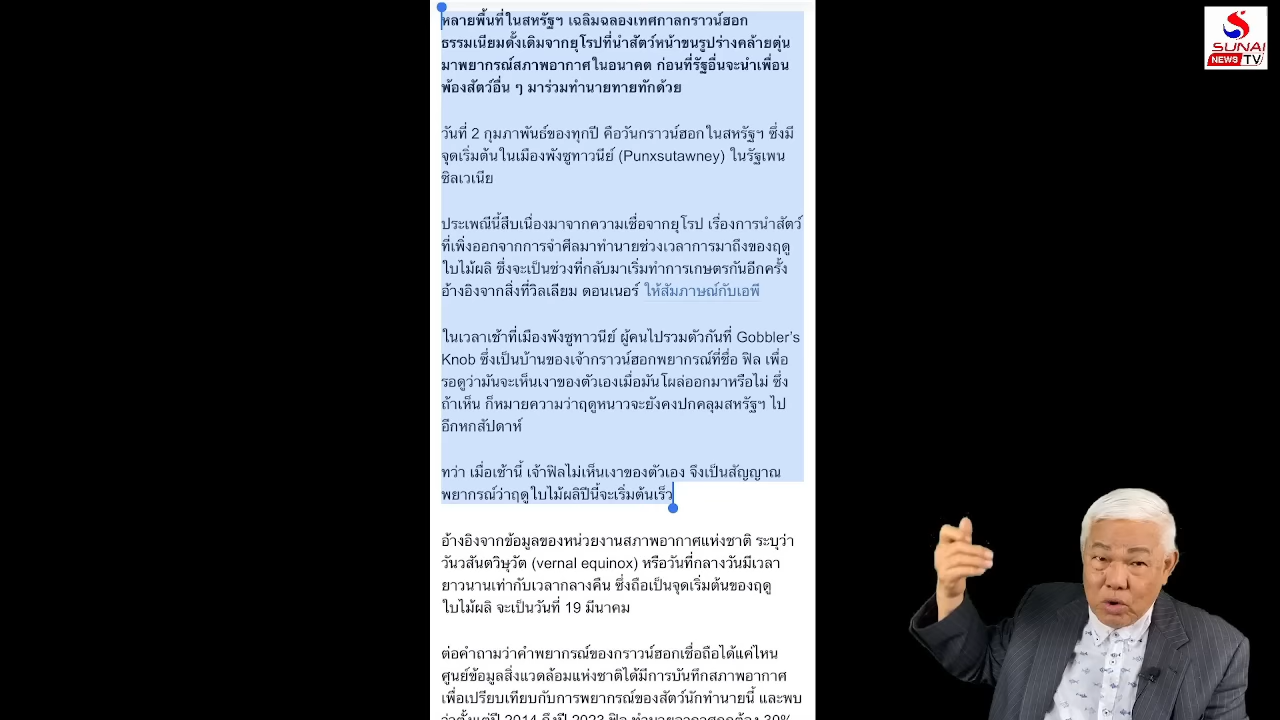 หลายพื้นที่ในสหรัฐฯ เฉลิมฉลองเทศกาลกราวน์ฮอก
ธรรมเนียมดั้งเดิมจากยุโรปที่นำสัตว์หน้าขนรูปร่างคล้ายตุ่น
มาพยากรณ์สภาพอากาศในอนาคต ก่อนที่รัฐอื่นจะนำเพื่อน
พ้องสัตว์อื่น ๆ มาร่วมทำนายทายทักด้วย
วันที่ 2 กุมภาพันธ์ของทุกปี คือวันกราวน์ฮอกในสหรัฐฯ ซึ่งมี
จุดเริ่มต้นในเมืองพังซูทาวนีย์ (Punxsutawney) ในรัฐเพน
ซิลเวเนีย
ประเพณีนี้สืบเนื่องมาจากความเชื่อจากยุโรป เรื่องการนำสัตว์
ที่เพิ่งออกจากการจำศีลมาทำนายช่วงเวลาการมาถึงของฤดู
ใบไม้ผลิ ซึ่งจะเป็นช่วงที่กลับมาเริ่มทำการเกษตรกันอีกครั้ง
อ้างอิงจากสิ่งที่วิลเลียม ดอนเนอร์ ให้สัมภาษณ์กับเอพี
ในเวลาเช้าที่เมืองพังซูทาวนีย์ ผู้คนไปรวมตัวกันที่ Gobbler's
Knob ซึ่งเป็นบ้านของเจ้ากราวน์ฮอกพยากรณ์ที่ชื่อ ฟิล เพื่อ
รอดูว่ามันจะเห็นเงาของตัวเองเมื่อมันโผล่ออกมาหรือไม่ ซึ่ง
ถ้าเห็น ก็หมายความว่าฤดูหนาวจะยังคงปกคลุมสหรัฐฯ ไป
อีกหกสัปดาห์
ทว่า เมื่อเช้านี้ เจ้าฟิลไม่เห็นเงาของตัวเอง จึงเป็นสัญญาณ
พยากรณ์ว่าฤดูใบไม้ผลิปีนี้จะเริ่มต้นเร็ว
อ้างอิงจากข้อมูลของหน่วยงานสภาพอากาศแห่งชาติ ระบุว่า
วันวสันตวิษุวัต (vernal equinox) หรือวันที่กลางวันมีเวลา
ยาวนานเท่ากับเวลากลางคืน ซึ่งถือเป็นจุดเริ่มต้นของฤดู
ใบไม้ผลิ จะเป็นวันที่ 19 มีนาคม
ต่อคำถามว่าคำพยากรณ์ของกราวน์ฮอกเชื่อถือได้แค่ไหน
ศูนย์ข้อมูลสิ่งแวดล้อมแห่งชาติได้มีการบันทึกสภาพอากาศ
เพื่อเปรียบเทียบกับการพยากรณ์ของสัตว์นักทำนายนี้ และพบ
ว่าตั้งแต่ปี 2014 ถึงปี 2023 ฟิล ทำนายอากาศถูกต้อง 30%
SUNAI
NEWS TV